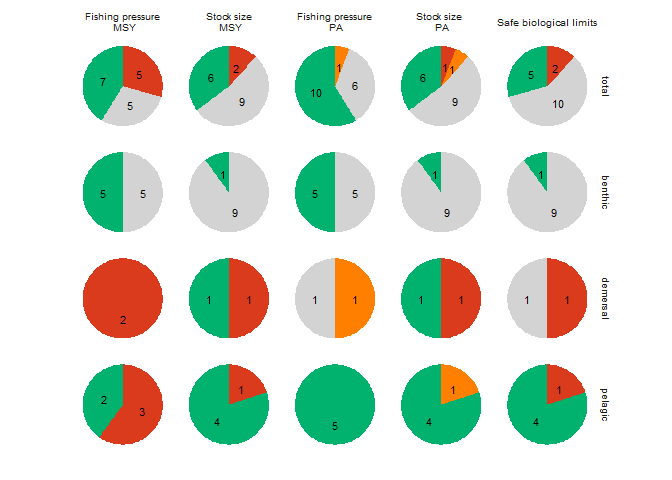 Fishing pressure MSY
Stock size MSY
Fishing pressure PA
Stock size PA
Safe biological limits
7 5 5
6 2 9
10 1 6
6 1 1 9
5 2 10
total
5 5
1 9
5 5
1 9
1 9
benthic
2
1 1
1 1
1 1
1 1
demersal
2 3
1 4
5
1 4
1 4
pelagic